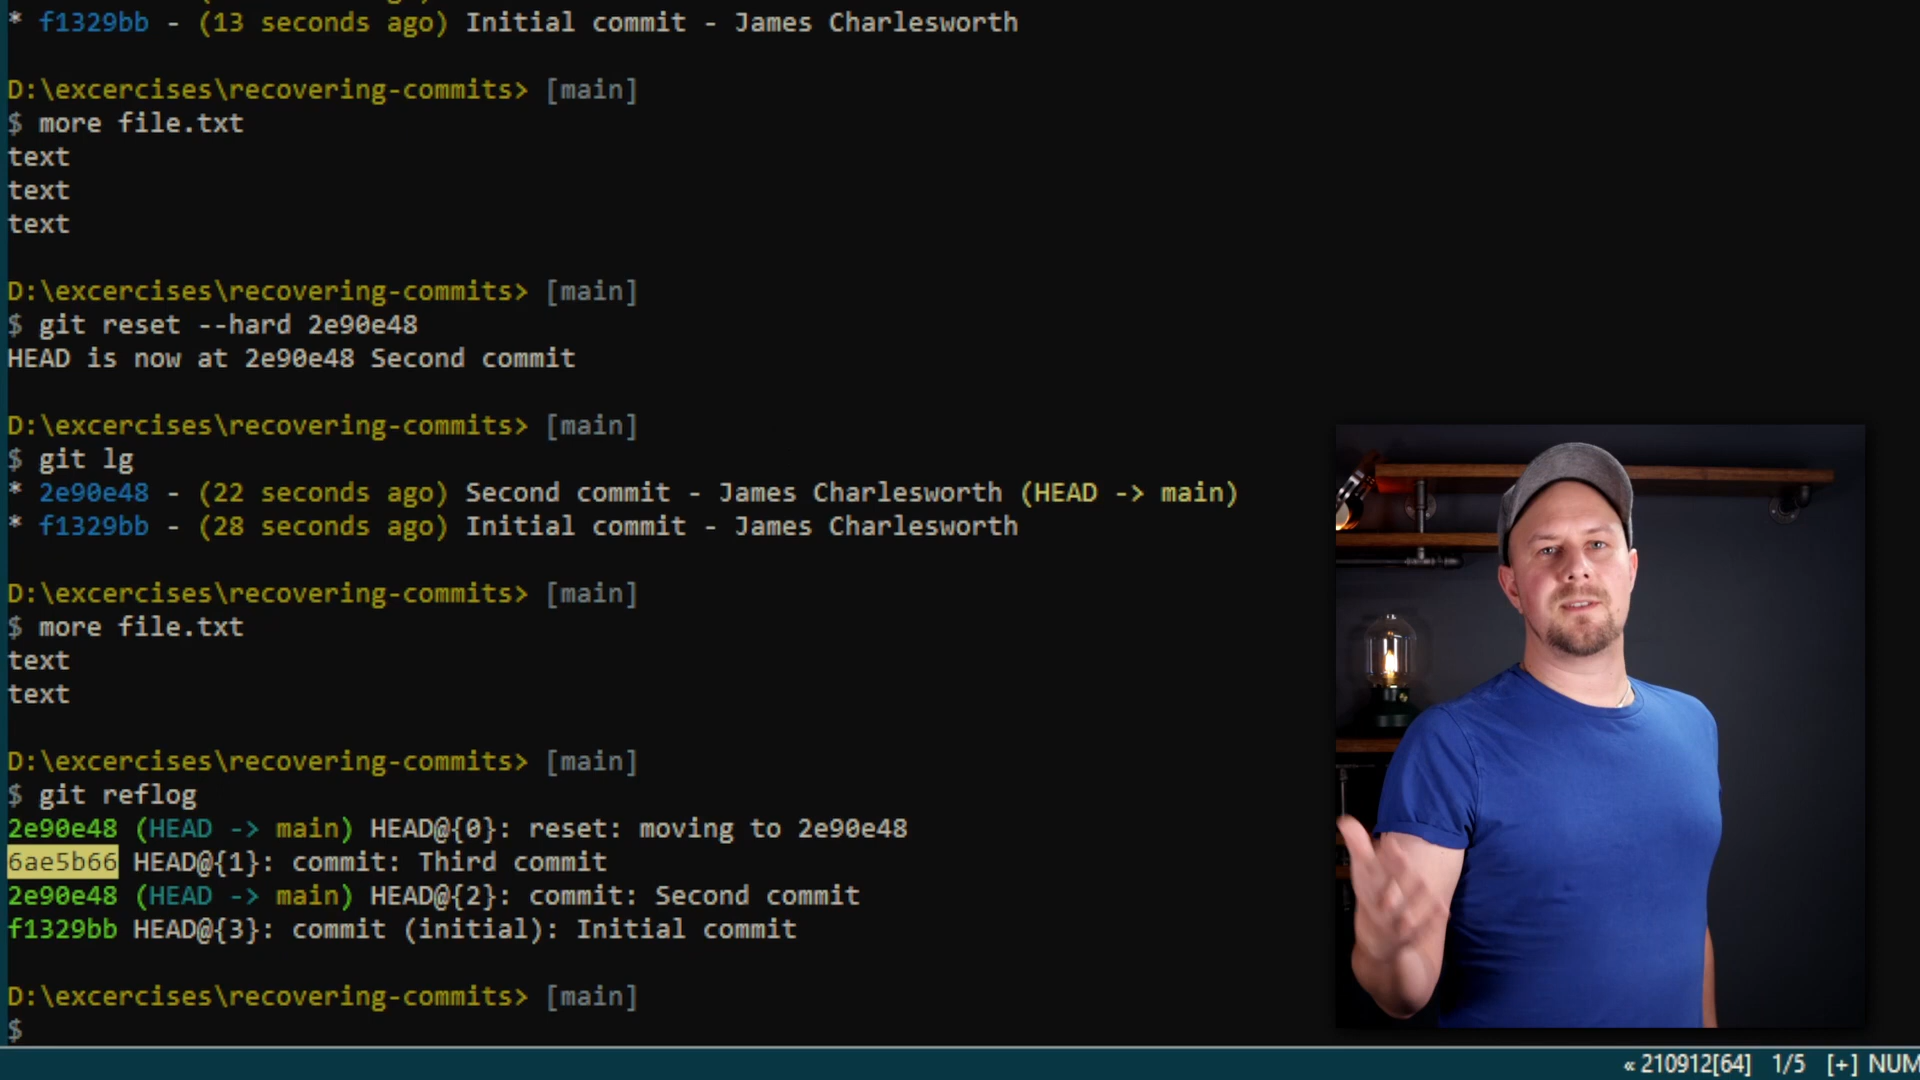 * f1329bb - (13 seconds ago) Initial commit - James Charlesworth
D:\excercises\recovering-commits> [main]
$ more file.txt
text
text
text
D:\excercises\recovering-commits> [main]
$ git reset --hard 2e90e48
HEAD is now at 2e90e48 Second commit
D:\excercises\recovering-commits> [main]
$ git lg
* 2e90e48 - (22 seconds ago) Second commit - James Charlesworth (HEAD -> main)
* f1329bb - (28 seconds ago) Initial commit - James Charlesworth
D:\excercises\recovering-commits> [main]
$ more file.txt
text
text
D:\excercises\recovering-commits> [main]
$ git reflog
2e90e48 (HEAD -> main) HEAD@{0}: reset: moving to 2e90e48
6ae5b66 HEAD@{1}: commit: Third commit
2e90e48 (HEAD -> main) HEAD@{2}: commit: Second commit
f1329bb HEAD@{3}: commit (initial): Initial commit
D:\excercises\recovering-commits> [main]
$
« 210912[64] 1/5 [+] NUM